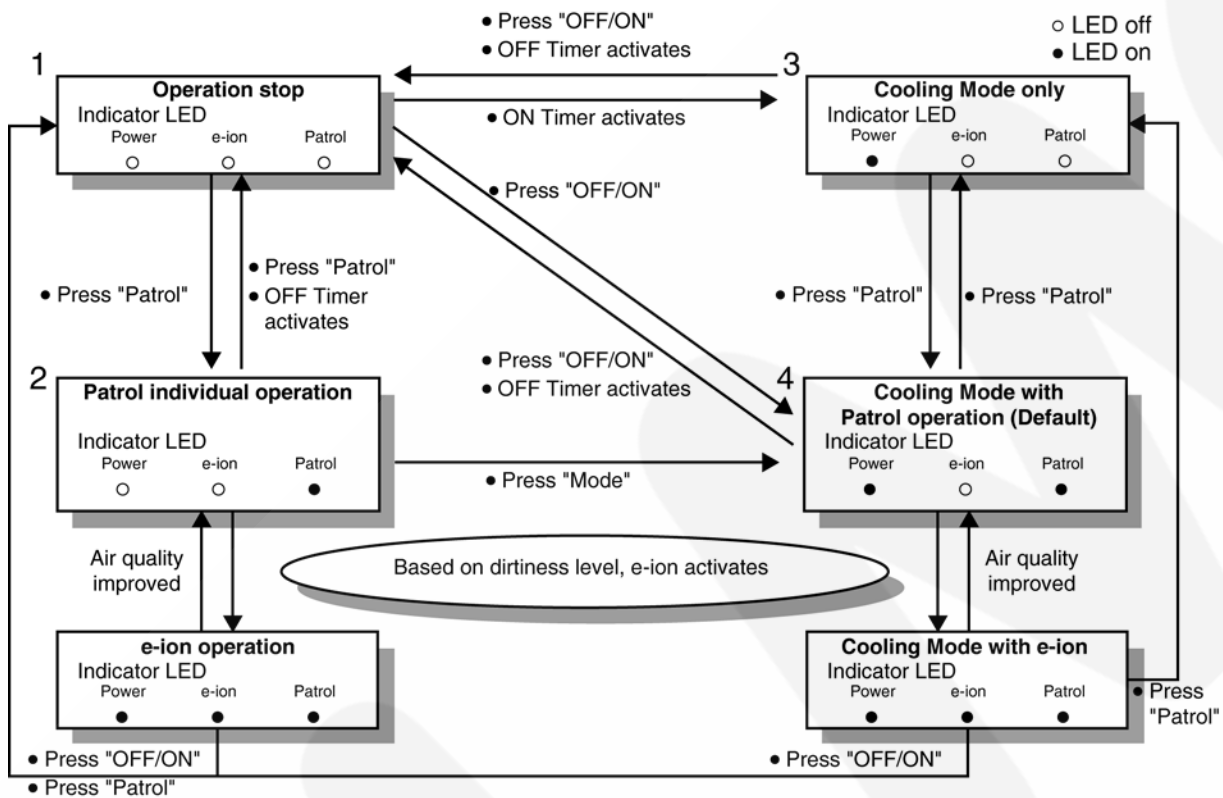 ● Press "OFF/ON"
● OFF Timer activates
○ LED off
● LED on
1
Operation stop
Indicator LED
Power e-ion Patrol
● ON Timer activates
3
Cooling Mode only
Indicator LED
Power e-ion Patrol
● Press "OFF/ON"
● Press "Patrol"
● Press "Patrol"
● OFF Timer
activates
● Press "Patrol"
● Press "Patrol"
● Press "OFF/ON"
● OFF Timer activates
2
Patrol individual operation
Indicator LED
Power e-ion Patrol
● Press "Mode"
4
Cooling Mode with
Patrol operation (Default)
Indicator LED
Power e-ion Patrol
Air quality
improved
Based on dirtiness level, e-ion activates
Air quality
improved
e-ion operation
Indicator LED
Power e-ion Patrol
Cooling Mode with e-ion
Indicator LED
Power e-ion Patrol
● Press
"Patrol"
● Press "OFF/ON"
● Press "Patrol"
● Press "OFF/ON"